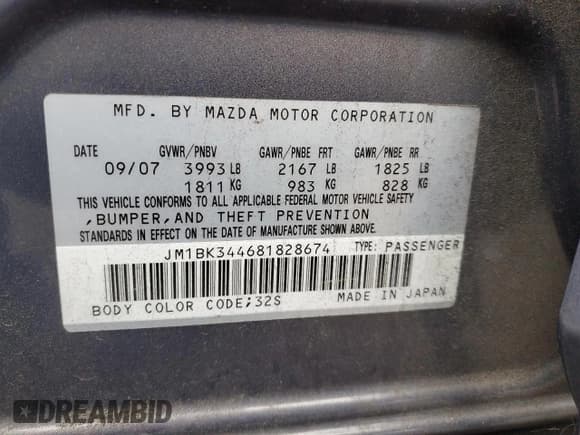 MFD. BY MAZDA MOTOR CORPORATION
DATE GVWR/PNBV GAWR/PNBE FRT GAWR/PNBE RR
09/07 3993 LB 2167 LB 1825 LB
1811 KG 983 KG 828 KG
THIS VEHICLE CONFORMS TO ALL APPLICABLE FEDERAL MOTOR VEHICLE SAFETY
,BUMPER,AND THEFT PREVENTION
STANDARDS IN EFFECT ON THE DATE OF MANUFACTURE SHOWN ABOVE.
JM1BK344681828674 TYPE: PASSENGER
BODY COLOR CODE;32S MADE IN JAPAN
DREAMBID